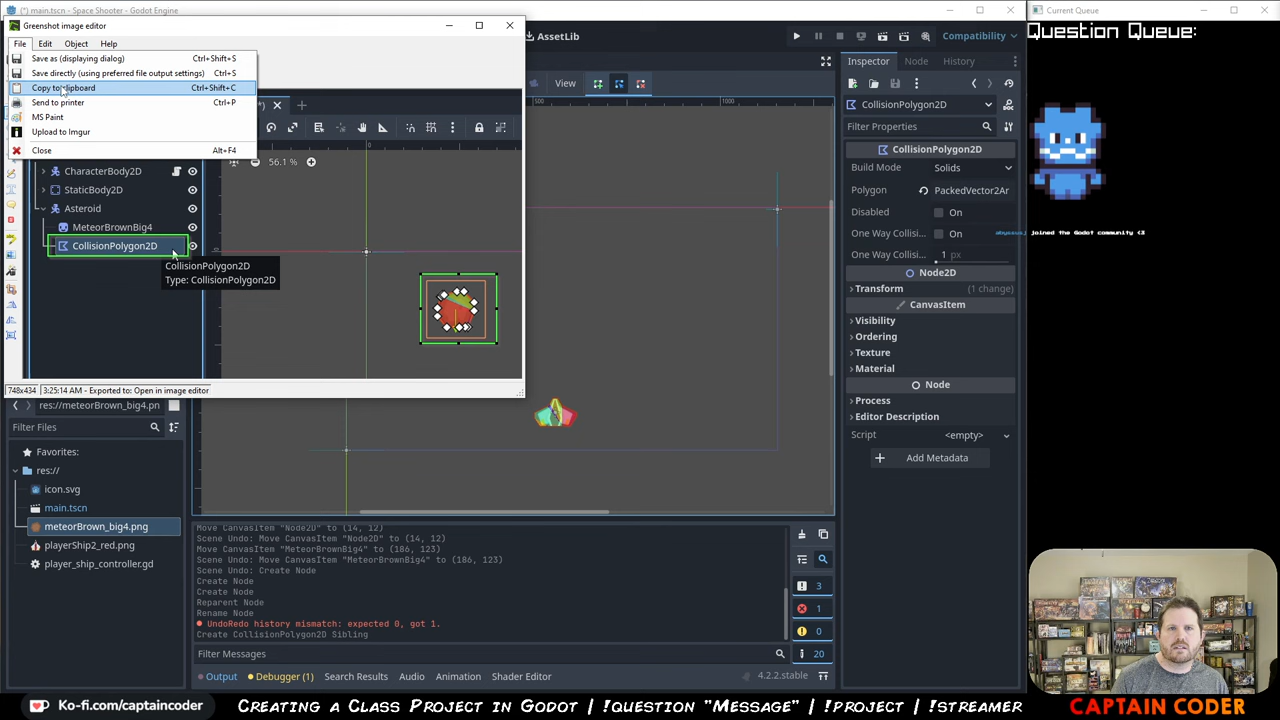 (*) main.tscn - Space Shooter - Godot Engine
Current Queue
Greenshot image editor
File Edit Object Help
Save as (displaying dialog) Ctrl+Shift+S
Save directly (using preferred file output settings) Ctrl+S
Copy to clipboard Ctrl+Shift+C
Send to printer Ctrl+P
MS Paint
Upload to Imgur
Close Alt+F4
AssetLib
Compatibility
View
500
1000
0
56.1 %
CharacterBody2D
StaticBody2D
Asteroid
MeteorBrownBig4
CollisionPolygon2D
CollisionPolygon2D
Type: CollisionPolygon2D
748x434 3:25:14 AM - Exported to: Open in image editor
res://meteorBrown_big4.pn
Filter Files
Favorites:
res://
icon.svg
main.tscn
meteorBrown_big4.png
playerShip2_red.png
player_ship_controller.gd
Move CanvasItem "Node2D" to (14, 12)
Scene Undo: Move CanvasItem "Node2D" to (14, 12)
Move CanvasItem "MeteorBrownBig4" to (186, 123)
Scene Undo: Move CanvasItem "MeteorBrownBig4" to (186, 123)
Scene Undo: Create Node
Create Node
Create Node
Reparent Node
Rename Node
UndoRedo history mismatch: expected 0, got 1.
Create CollisionPolygon2D Sibling
Filter Messages
3
1
0
20
Output Debugger (1) Search Results Audio Animation Shader Editor 4.2.2.stable
Inspector Node History
CollisionPolygon2D
Filter Properties
CollisionPolygon2D
Build Mode Solids
Polygon PackedVector2Ar
Disabled On
One Way Collisi... On
One Way Collisi... 1 px
Node2D
Transform (1 change)
CanvasItem
Visibility
Ordering
Texture
Material
Node
Process
Editor Description
Script <empty>
Add Metadata
Question Queue:
joined the Godot community <3
Ko-fi.com/captaincoder
Creating a Clone Project in Godot | !question "Message" | !project | !streamer
CAPTAIN CODER